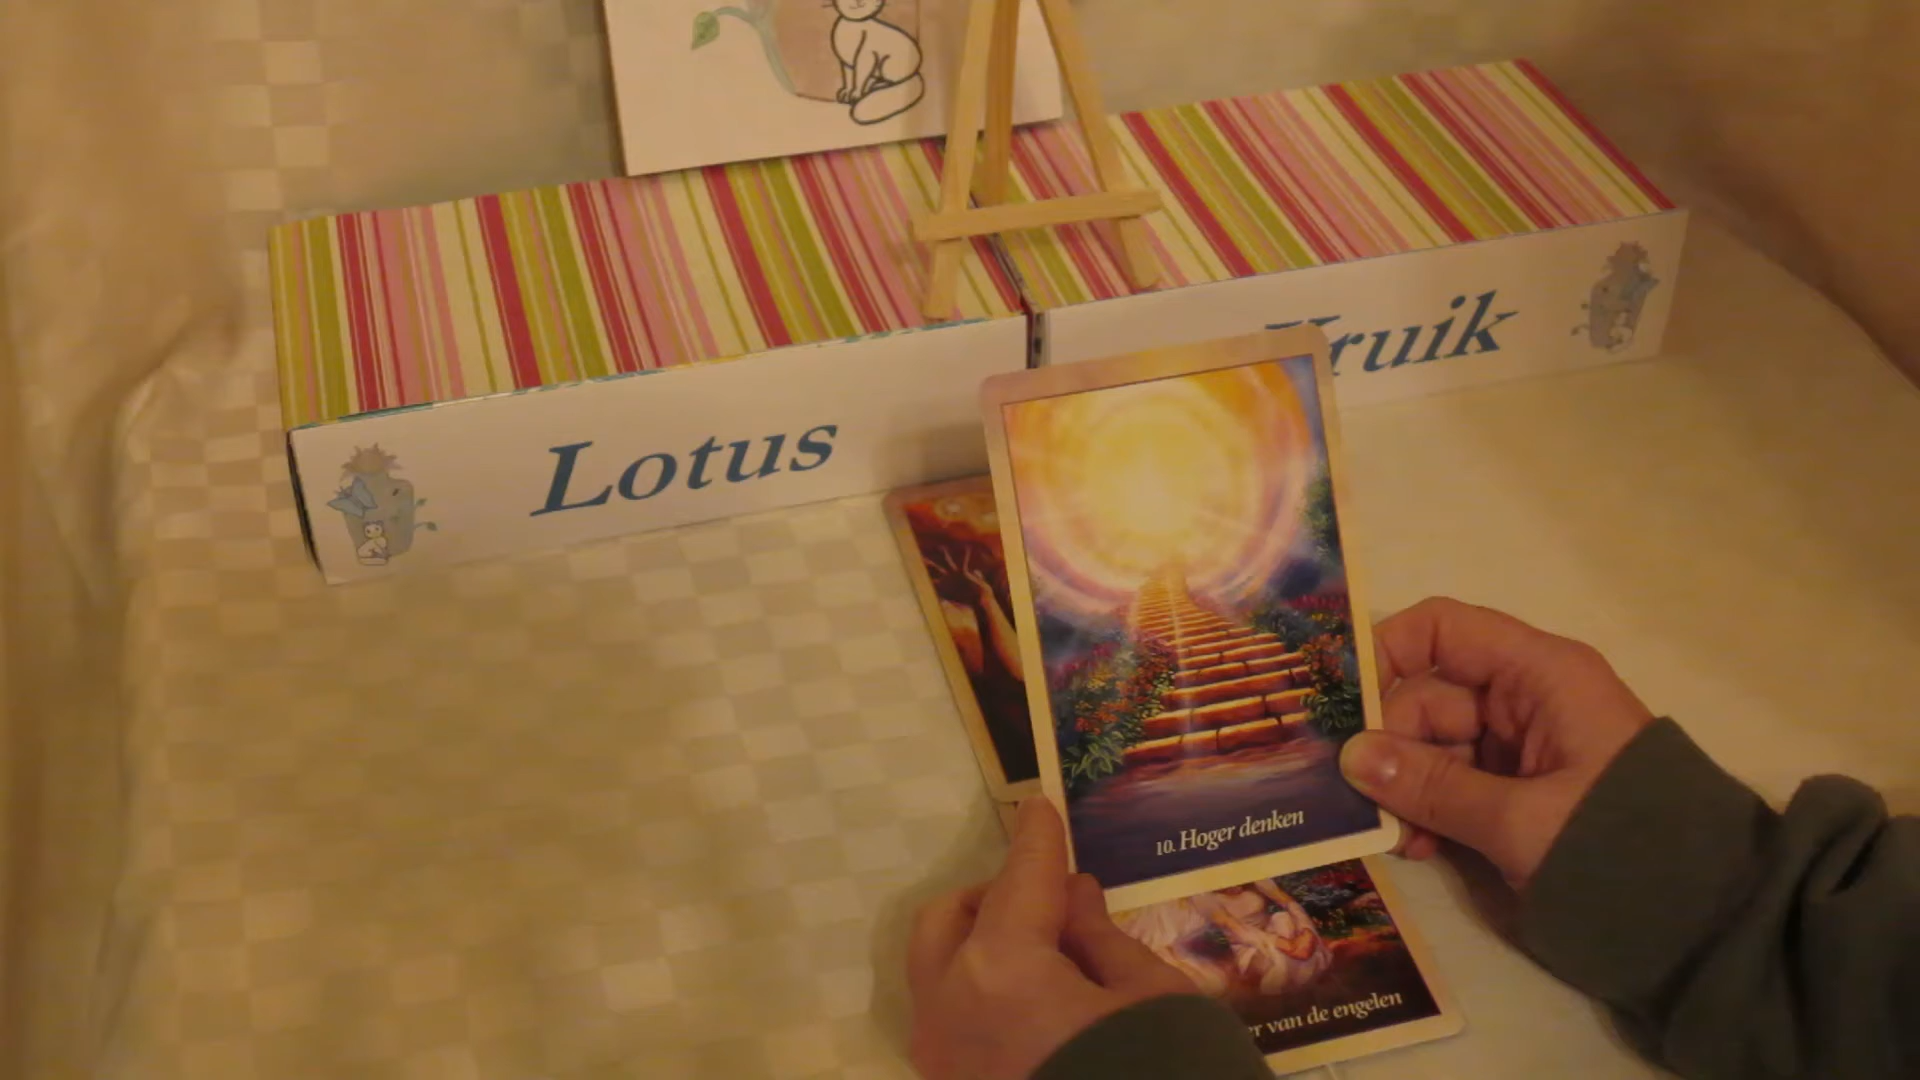 Lotus
ruik
10. Hoger denken
van de engelen